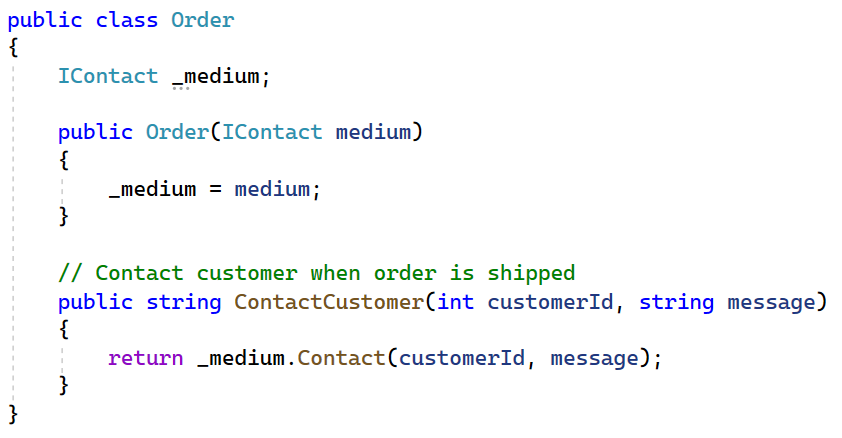 public class Order
{
    IContact _medium;

    public Order(IContact medium)
    {
        _medium = medium;
    }

    // Contact customer when order is shipped
    public string ContactCustomer(int customerId, string message)
    {
        return _medium.Contact(customerId, message);
    }
}